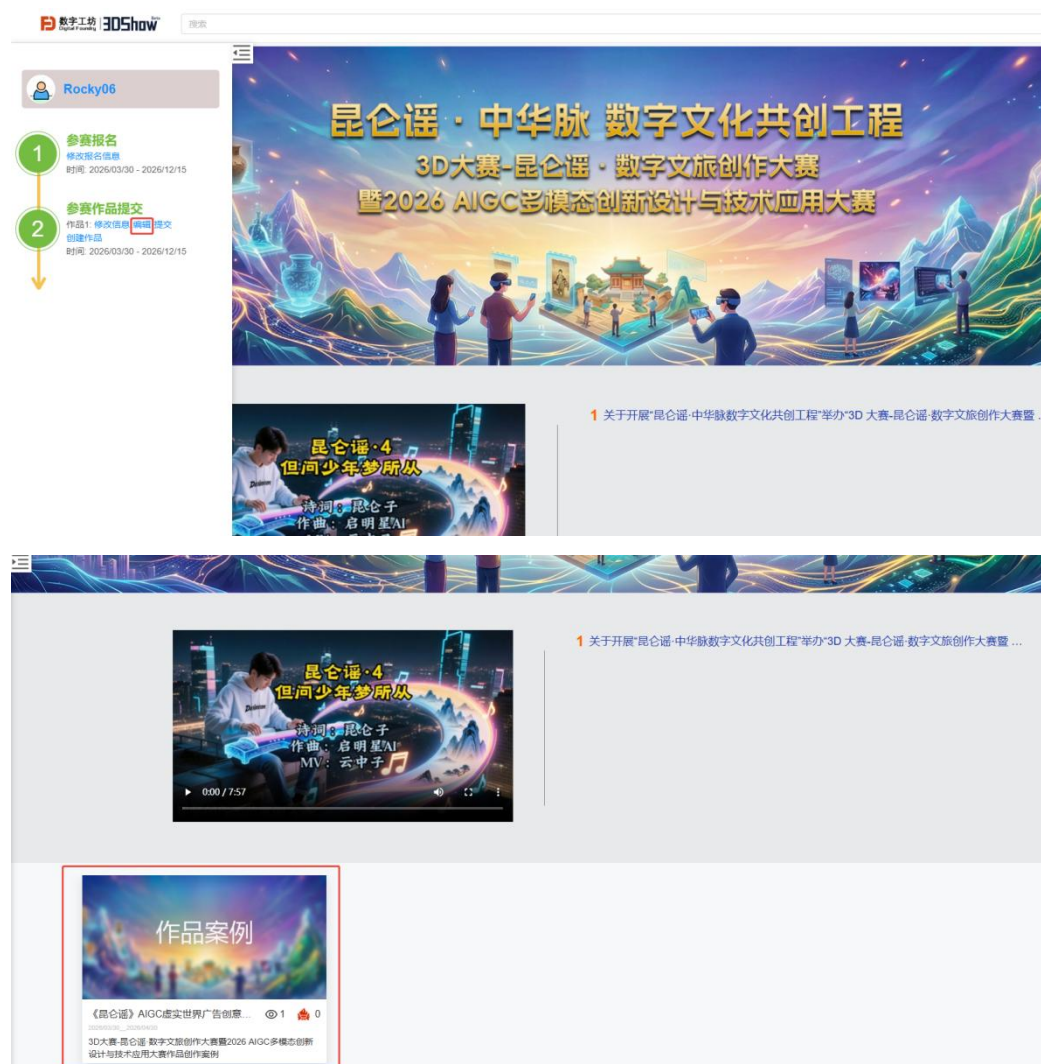 数字工坊 3DShow Beta
Digital Foundry
搜索
Rocky06
1 参赛报名
修改报名信息
时间: 2026/03/30 - 2026/12/15
2 参赛作品提交
作品1: 修改信息 编辑 提交
创建作品
时间: 2026/03/30 - 2026/12/15
昆仑谣·中华脉 数字文化共创工程
3D大赛-昆仑谣·数字文旅创作大赛
暨2026 AIGC多模态创新设计与技术应用大赛
昆仑谣·4
但问少年梦所从
诗词：昆仑子
作曲：启明星AI
1 关于开展“昆仑谣·中华脉数字文化共创工程”举办“3D 大赛-昆仑谣·数字文旅创作大赛暨 .
昆仑谣·4
但问少年梦所从
诗词：昆仑子
作曲：启明星AI
MV：云中子
0:00 / 7:57
1 关于开展“昆仑谣·中华脉数字文化共创工程”举办“3D 大赛-昆仑谣·数字文旅创作大赛暨 ...
作品案例
《昆仑谣》AIGC虚实世界广告创意... 1 0
3D大赛-昆仑谣·数字文旅创作大赛暨2026 AIGC多模态创新
设计与技术应用大赛作品创作案例